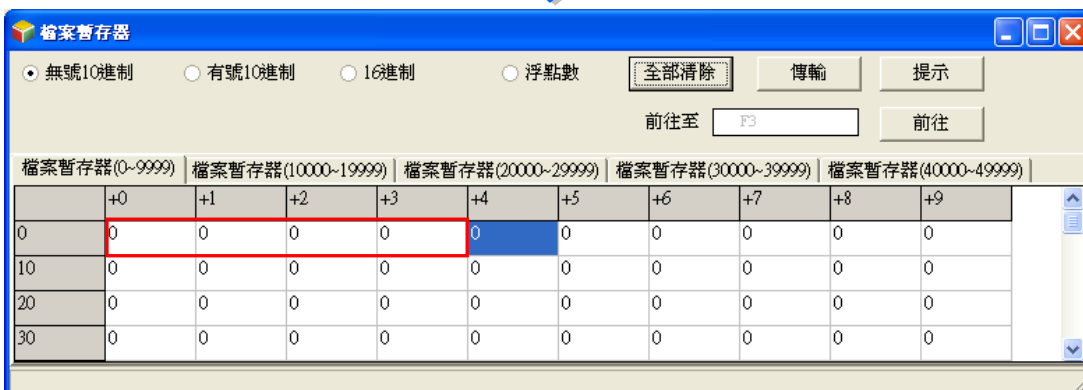 檔案暫存器
無號10進制 有號10進制 16進制 浮點數 全部清除 傳輸 提示
前往至 F3 前往
檔案暫存器(0~9999) 檔案暫存器(10000~19999) 檔案暫存器(20000~29999) 檔案暫存器(30000~39999) 檔案暫存器(40000~49999)
+0 +1 +2 +3 +4 +5 +6 +7 +8 +9
0 0 0 0 0 0 0 0 0 0 0
10 0 0 0 0 0 0 0 0 0 0
20 0 0 0 0 0 0 0 0 0 0
30 0 0 0 0 0 0 0 0 0 0